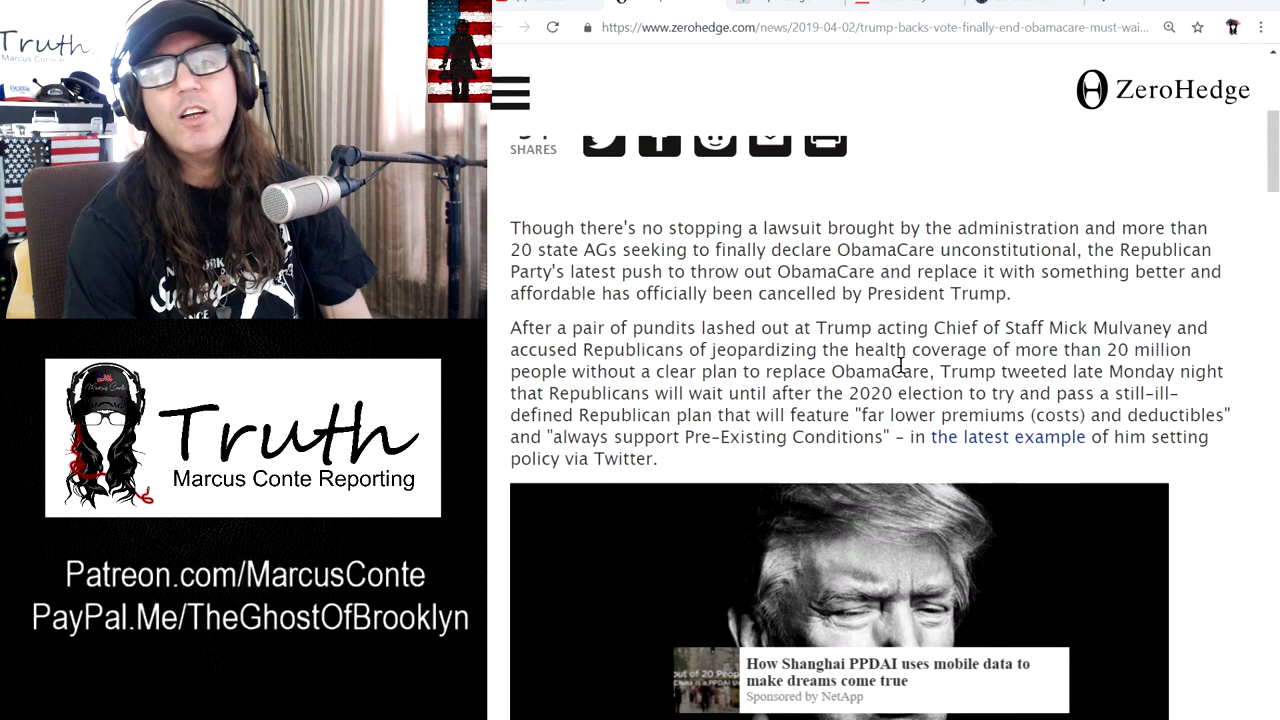 Truth
Marcus Conte
https://www.zerohedge.com/news/2019-04-02/trump-backs-vote-finally-end-obamacare-must-wai...
ZeroHedge
SHARES
Though there's no stopping a lawsuit brought by the administration and more than
20 state AGs seeking to finally declare ObamaCare unconstitutional, the Republican
Party's latest push to throw out ObamaCare and replace it with something better and
affordable has officially been cancelled by President Trump.
After a pair of pundits lashed out at Trump acting Chief of Staff Mick Mulvaney and
accused Republicans of jeopardizing the health coverage of more than 20 million
people without a clear plan to replace ObamaCare, Trump tweeted late Monday night
that Republicans will wait until after the 2020 election to try and pass a still-ill-
defined Republican plan that will feature "far lower premiums (costs) and deductibles"
and "always support Pre-Existing Conditions" – in the latest example of him setting
policy via Twitter.
Truth
Marcus Conte Reporting
Patreon.com/MarcusConte
PayPal.Me/TheGhostOfBrooklyn
out of 20 Peop
How Shanghai PPDAI uses mobile data to
make dreams come true
Sponsored by NetApp